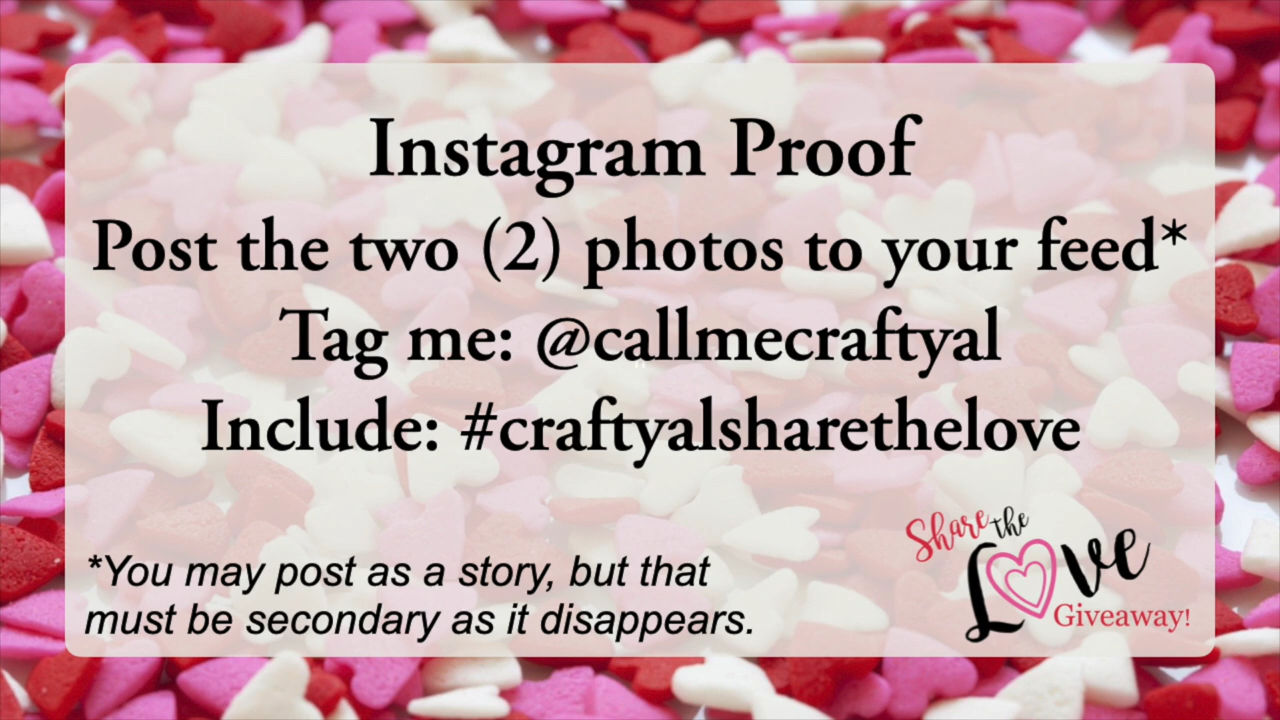 Instagram Proof
Post the two (2) photos to your feed*
Tag me: @callmecraftyal
Include: #craftyalsharethelove
*You may post as a story, but that
must be secondary as it disappears.
Share the
Love
Giveaway!